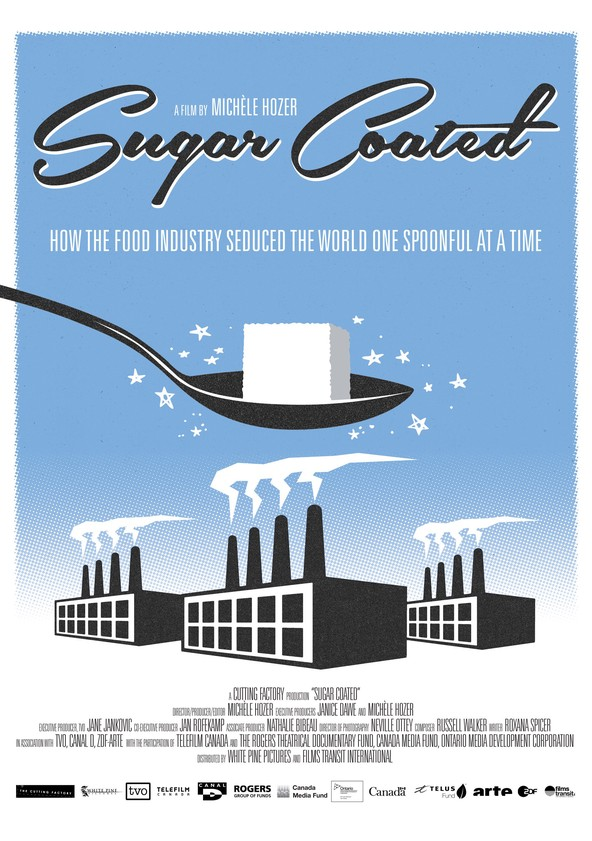 A FILM BY MICHÈLE HOZER
Sugar Coated
HOW THE FOOD INDUSTRY SEDUCED THE WORLD ONE SPOONFUL AT A TIME
A CUTTING FACTORY PRODUCTION "SUGAR COATED"
DIRECTOR/PRODUCER/EDITOR MICHÈLE HOZER EXECUTIVE PRODUCERS JANICE DAWE AND MICHÈLE HOZER
EXECUTIVE PRODUCER, TVO JANE JANKOVIC CO-EXECUTIVE PRODUCER JAN ROFEKAMP ASSOCIATE PRODUCER NATHALIE BIBEAU DIRECTOR OF PHOTOGRAPHY NEVILLE OTTEY COMPOSER RUSSELL WALKER WRITER ROXANA SPICER
IN ASSOCIATION WITH TVO, CANAL D, ZDF-ARTE WITH THE PARTICIPATION OF TELEFILM CANADA AND THE ROGERS THEATRICAL DOCUMENTARY FUND, CANADA MEDIA FUND, ONTARIO MEDIA DEVELOPMENT CORPORATION
DISTRIBUTED BY WHITE PINE PICTURES AND FILMS TRANSIT INTERNATIONAL
THE CUTTING FACTORY WHITE PINE tvo TELEFILM CANADA CANAL D ROGERS GROUP OF FUNDS Canada Media Fund Ontario Canada TELUS Fund arte ZDF films transit